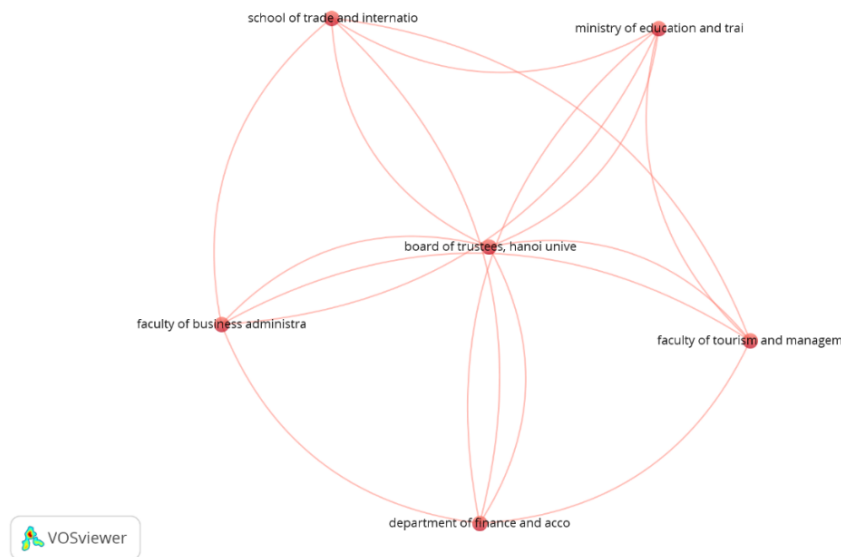 school of trade and internatio
ministry of education and trai
board of trustees, hanoi unive
faculty of business administra
faculty of tourism and managem
department of finance and acco
VOSviewer